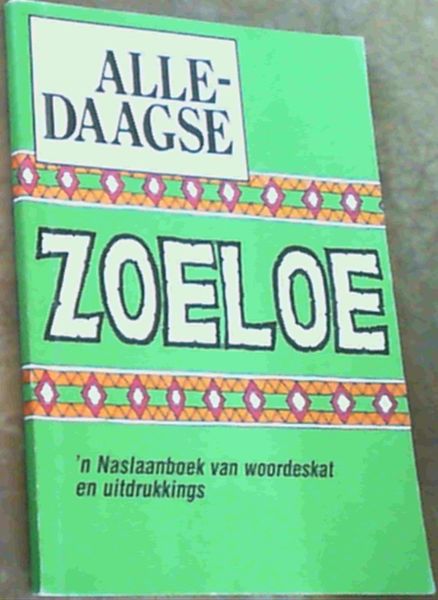 ALLE-
DAAGSE
ZOELOE
'n Naslaanboek van woordeskat
en uitdrukkings